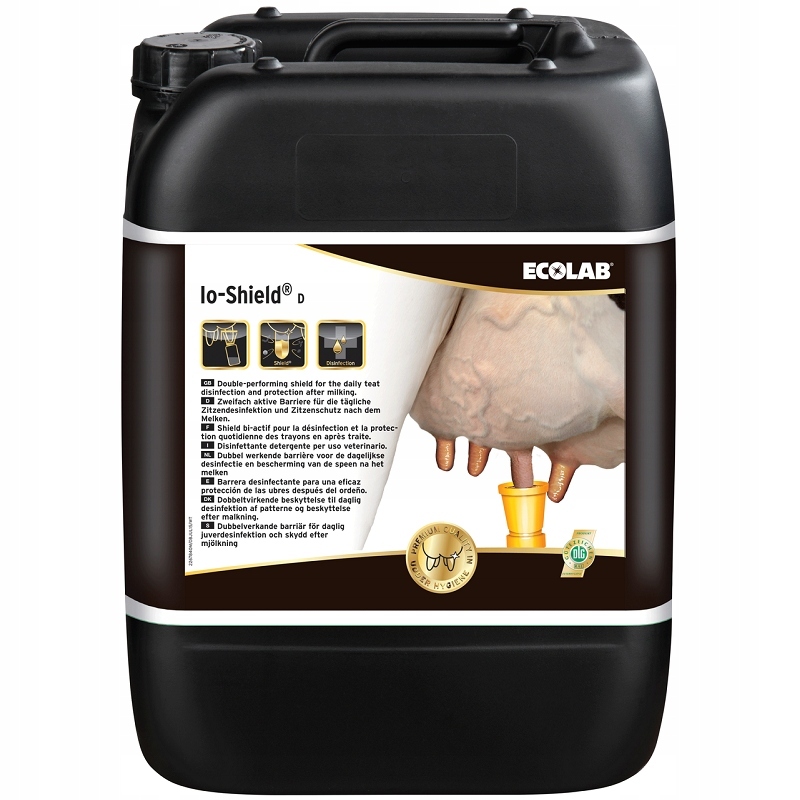 ECOLAB®
Io-Shield® D
Shield®
Disinfection
GB Double-performing shield for the daily teat
disinfection and protection after milking.
D Zweifach aktive Barriere für die tägliche
Zitzendesinfektion und Zitzenschutz nach dem
Melken.
F Shield bi-actif pour la désinfection et la protec-
tion quotidienne des trayons en après traite.
I Disinfettante detergente per uso veterinario.
NL Dubbel werkende barrière voor de dagelijkse
desinfectie en bescherming van de speen na het
melken
E Barrera desinfectante para una eficaz
protección de las ubres después del ordeño.
DK Dobbeltvirkende beskyttelse til daglig
desinfektion af patterne og beskyttelse
efter malkning.
S Dubbelverkande barriär för daglig
juverdesinfektion och skydd efter
mjölkning
PREMIUM QUALITY IN
UDDER HYGIENE
GÜTEZEICHEN
DLG